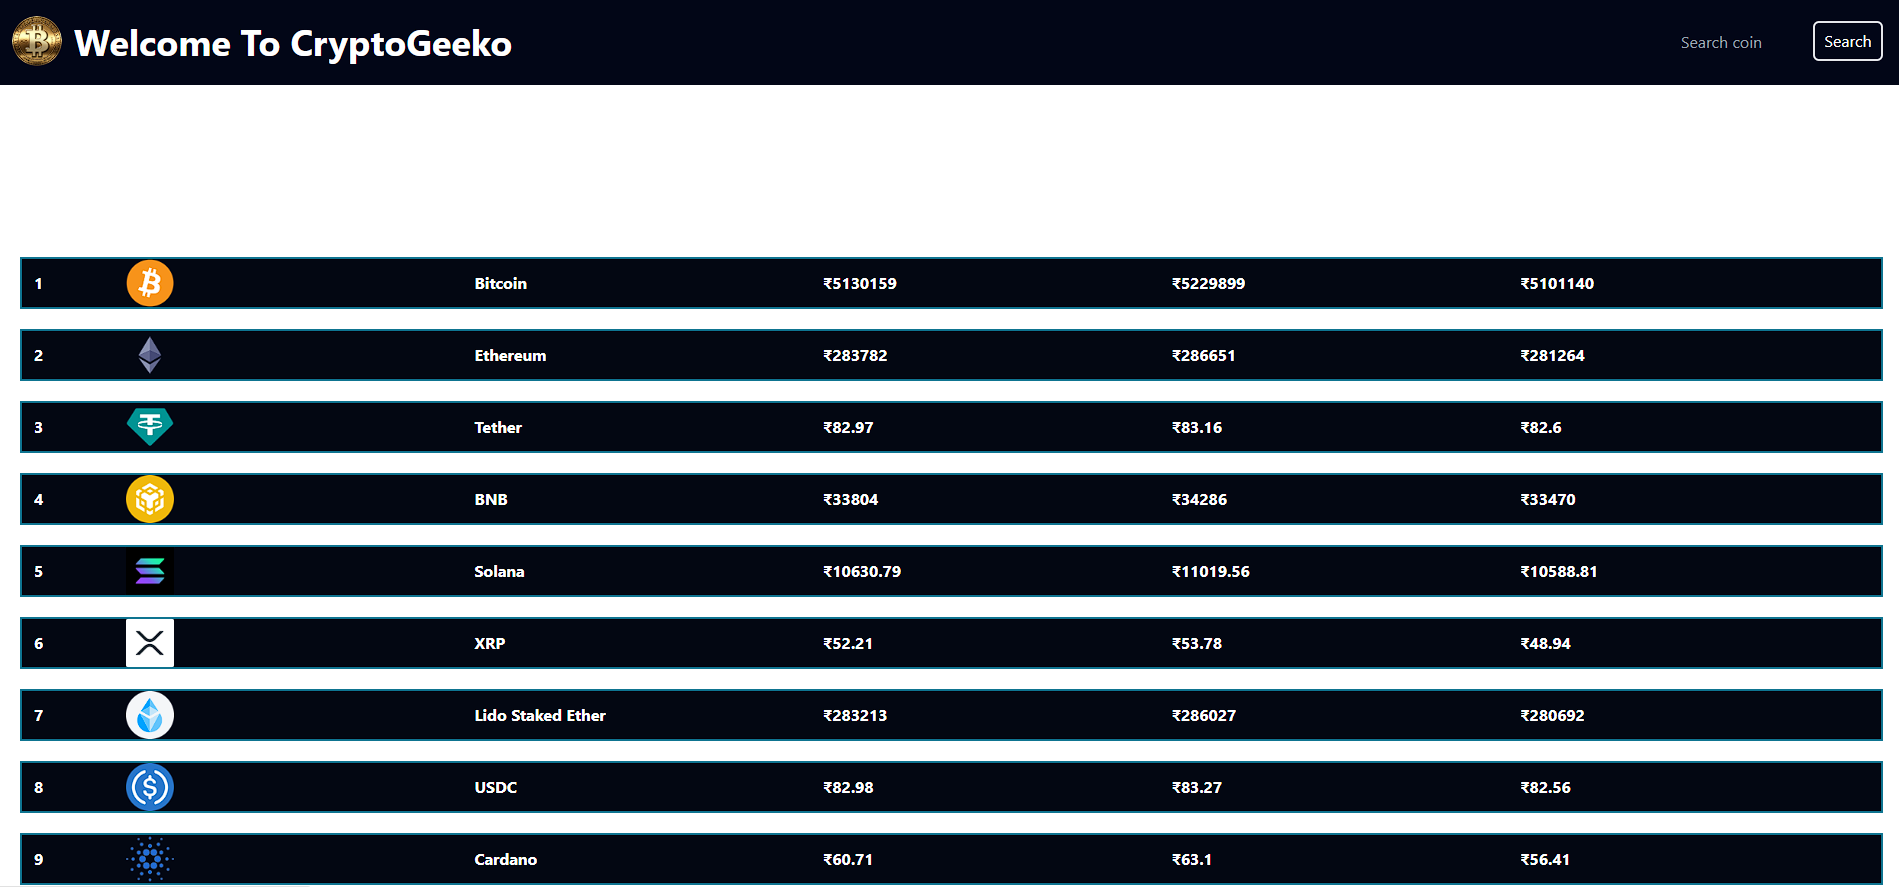 Welcome To CryptoGeeko
Search coin
Search
1 Bitcoin ₹5130159 ₹5229899 ₹5101140
2 Ethereum ₹283782 ₹286651 ₹281264
3 Tether ₹82.97 ₹83.16 ₹82.6
4 BNB ₹33804 ₹34286 ₹33470
5 Solana ₹10630.79 ₹11019.56 ₹10588.81
6 XRP ₹52.21 ₹53.78 ₹48.94
7 Lido Staked Ether ₹283213 ₹286027 ₹280692
8 USDC ₹82.98 ₹83.27 ₹82.56
9 Cardano ₹60.71 ₹63.1 ₹56.41